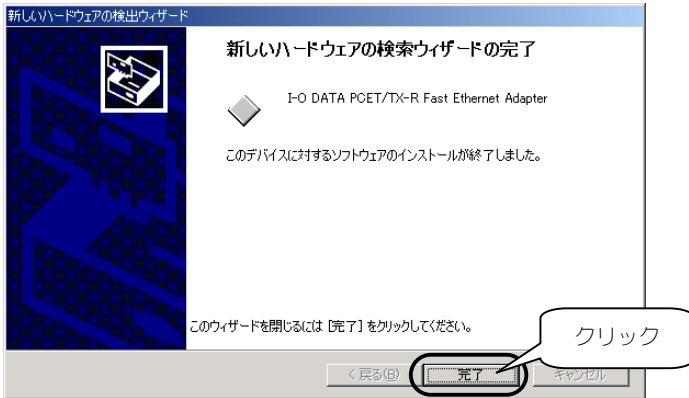 新しいハードウェアの検出ウィザード
新しいハードウェアの検索ウィザードの完了
I-O DATA PCET/TX-R Fast Ethernet Adapter
このデバイスに対するソフトウェアのインストールが終了しました。
このウィザードを閉じるには [完了] をクリックしてください。
クリック
< 戻る(B)
完了
キャンセル